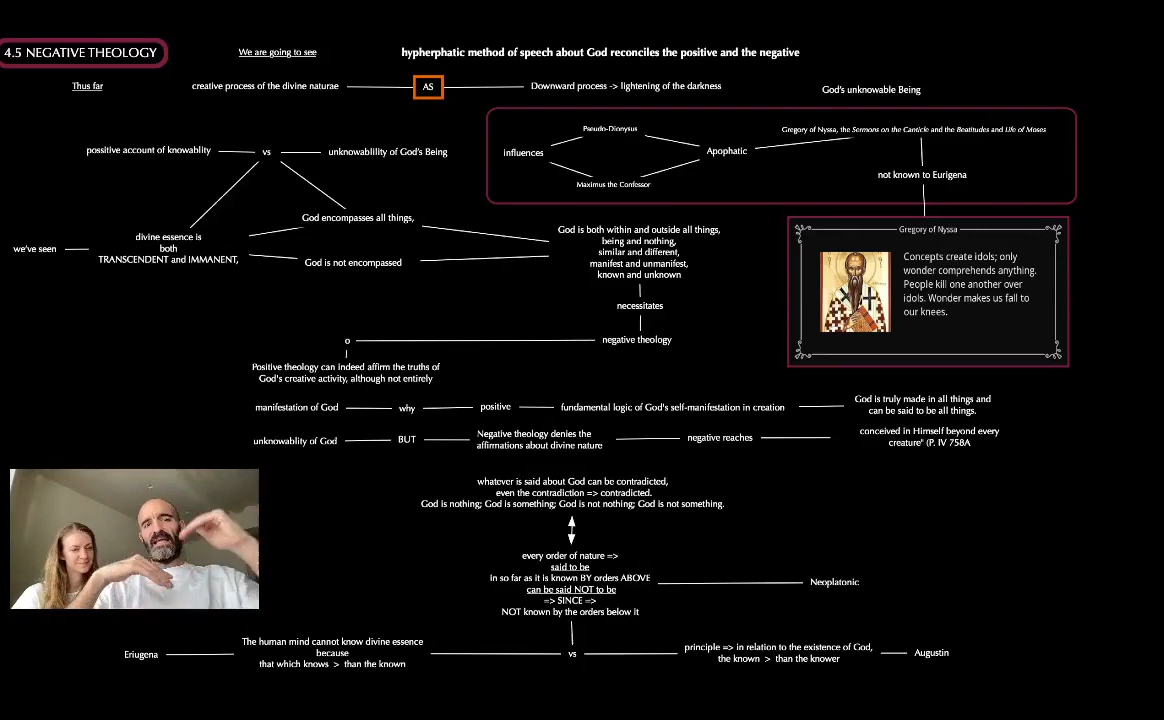 4.5 NEGATIVE THEOLOGY
We are going to see
hypherphatic method of speech about God reconciles the positive and the negative
Thus far
creative process of the divine naturae
AS
Downward process -> lightening of the darkness
God's unknowable Being
Pseudo-Dionysus
Gregory of Nyssa, the Sermons on the Canticle and the Beatitudes and Life of Moses
influences
Apophatic
Maximus the Confessor
not known to Eurigena
possitive account of knowablity
vs
unknowablility of God's Being
God encompasses all things,
we've seen
divine essence is
both
TRANSCENDENT and IMMANENT,
God is not encompassed
God is both within and outside all things,
being and nothing,
similar and different,
manifest and unmanifest,
known and unknown
Gregory of Nyssa
Concepts create idols; only
wonder comprehends anything.
People kill one another over
idols. Wonder makes us fall to
our knees.
necessitates
o
negative theology
Positive theology can indeed affirm the truths of
God's creative activity, although not entirely
manifestation of God
why
positive
fundamental logic of God's self-manifestation in creation
God is truly made in all things and
can be said to be all things.
unknowablity of God
BUT
Negative theology denies the
affirmations about divine nature
negative reaches
conceived in Himself beyond every
creature" (P. IV 758A
whatever is said about God can be contradicted,
even the contradiction => contradicted.
God is nothing; God is something; God is not nothing; God is not something.
every order of nature =>
said to be
in so far as it is known BY orders ABOVE
can be said NOT to be
=> SINCE =>
NOT known by the orders below it
Neoplatonic
Eriugena
The human mind cannot know divine essence
because
that which knows > than the known
vs
principle => in relation to the existence of God,
the known > than the knower
Augustin